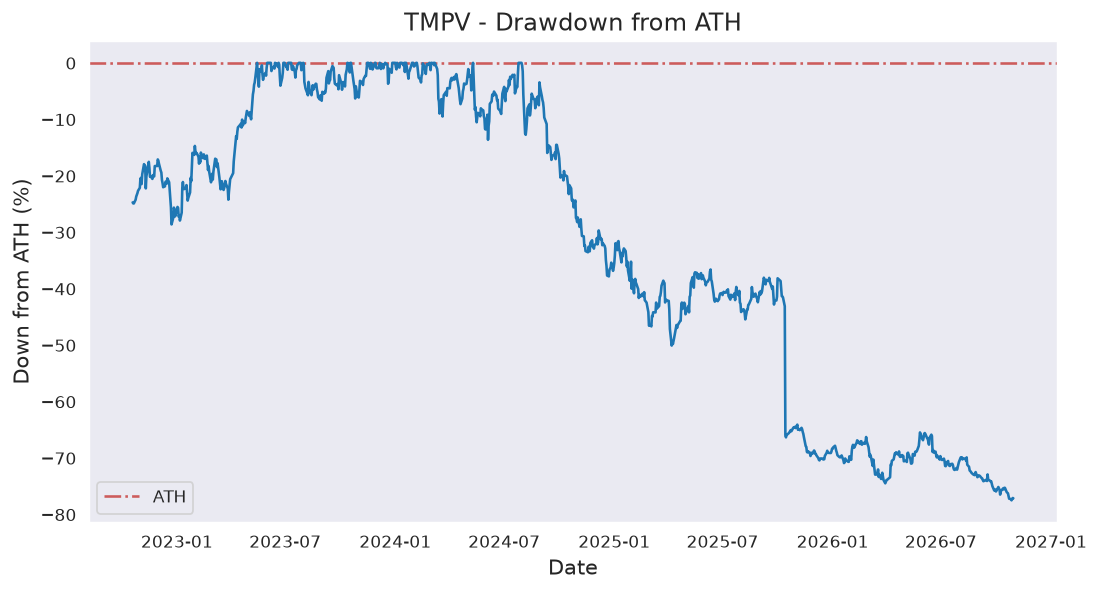 TMPV - Drawdown from ATH
Down from ATH (%)
0
−10
−20
−30
−40
−50
−60
−70
−80
ATH
2023-01 2023-07 2024-01 2024-07 2025-01 2025-07 2026-01 2026-07 2027-01
Date